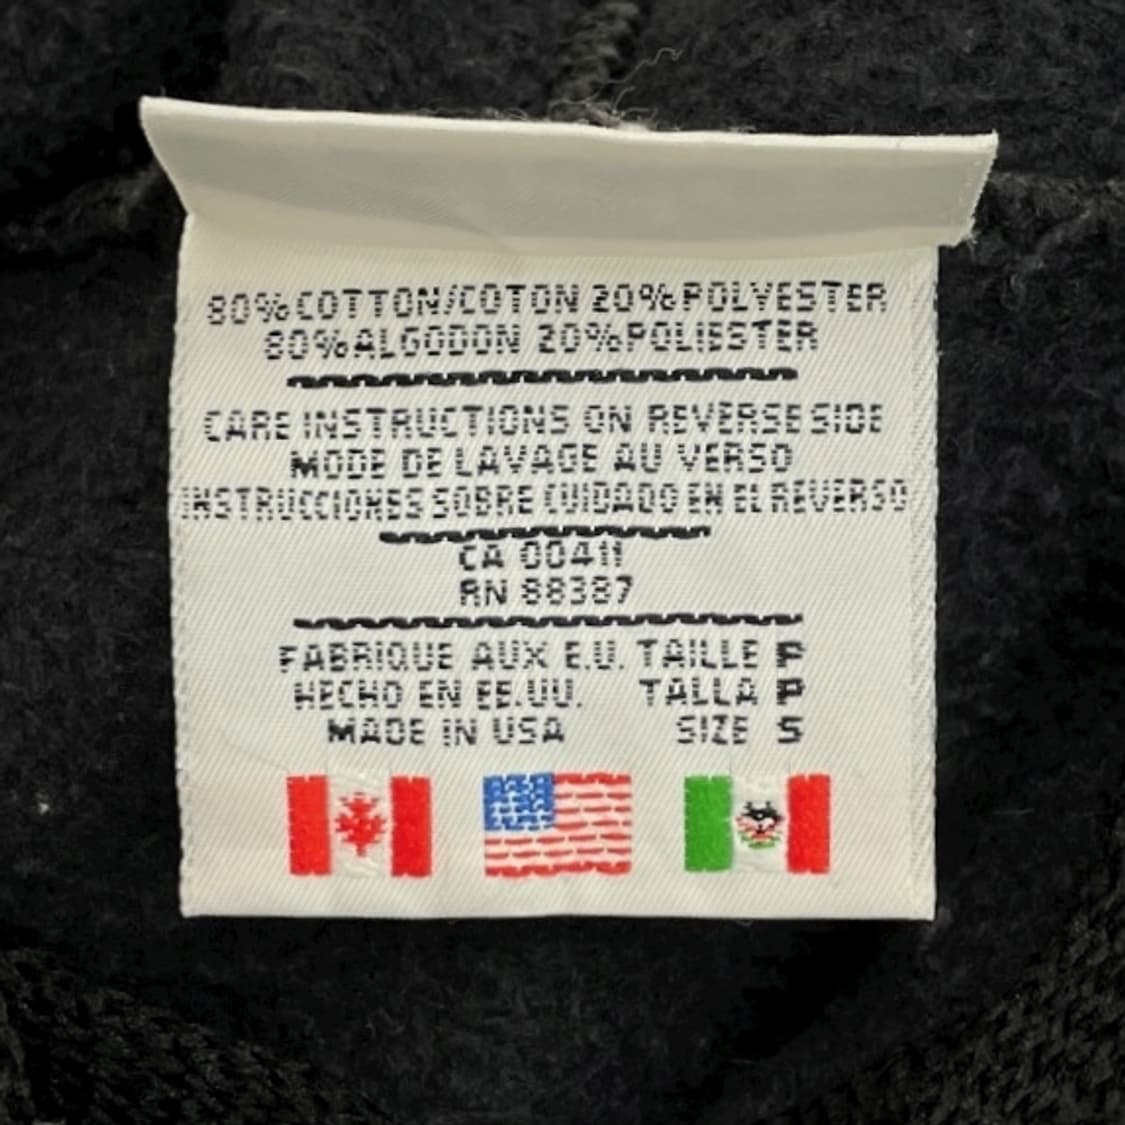 80% COTTON/COTON 20% POLYESTER
80% ALGODON 20% POLIESTER
CARE INSTRUCTIONS ON REVERSE SIDE
MODE DE LAVAGE AU VERSO
INSTRUCCIONES SOBRE CUIDADO EN EL REVERSO
CA 00411
RN 88387
FABRIQUE AUX E.U. TAILLE P
HECHO EN EE.UU. TALLA P
MADE IN USA SIZE S